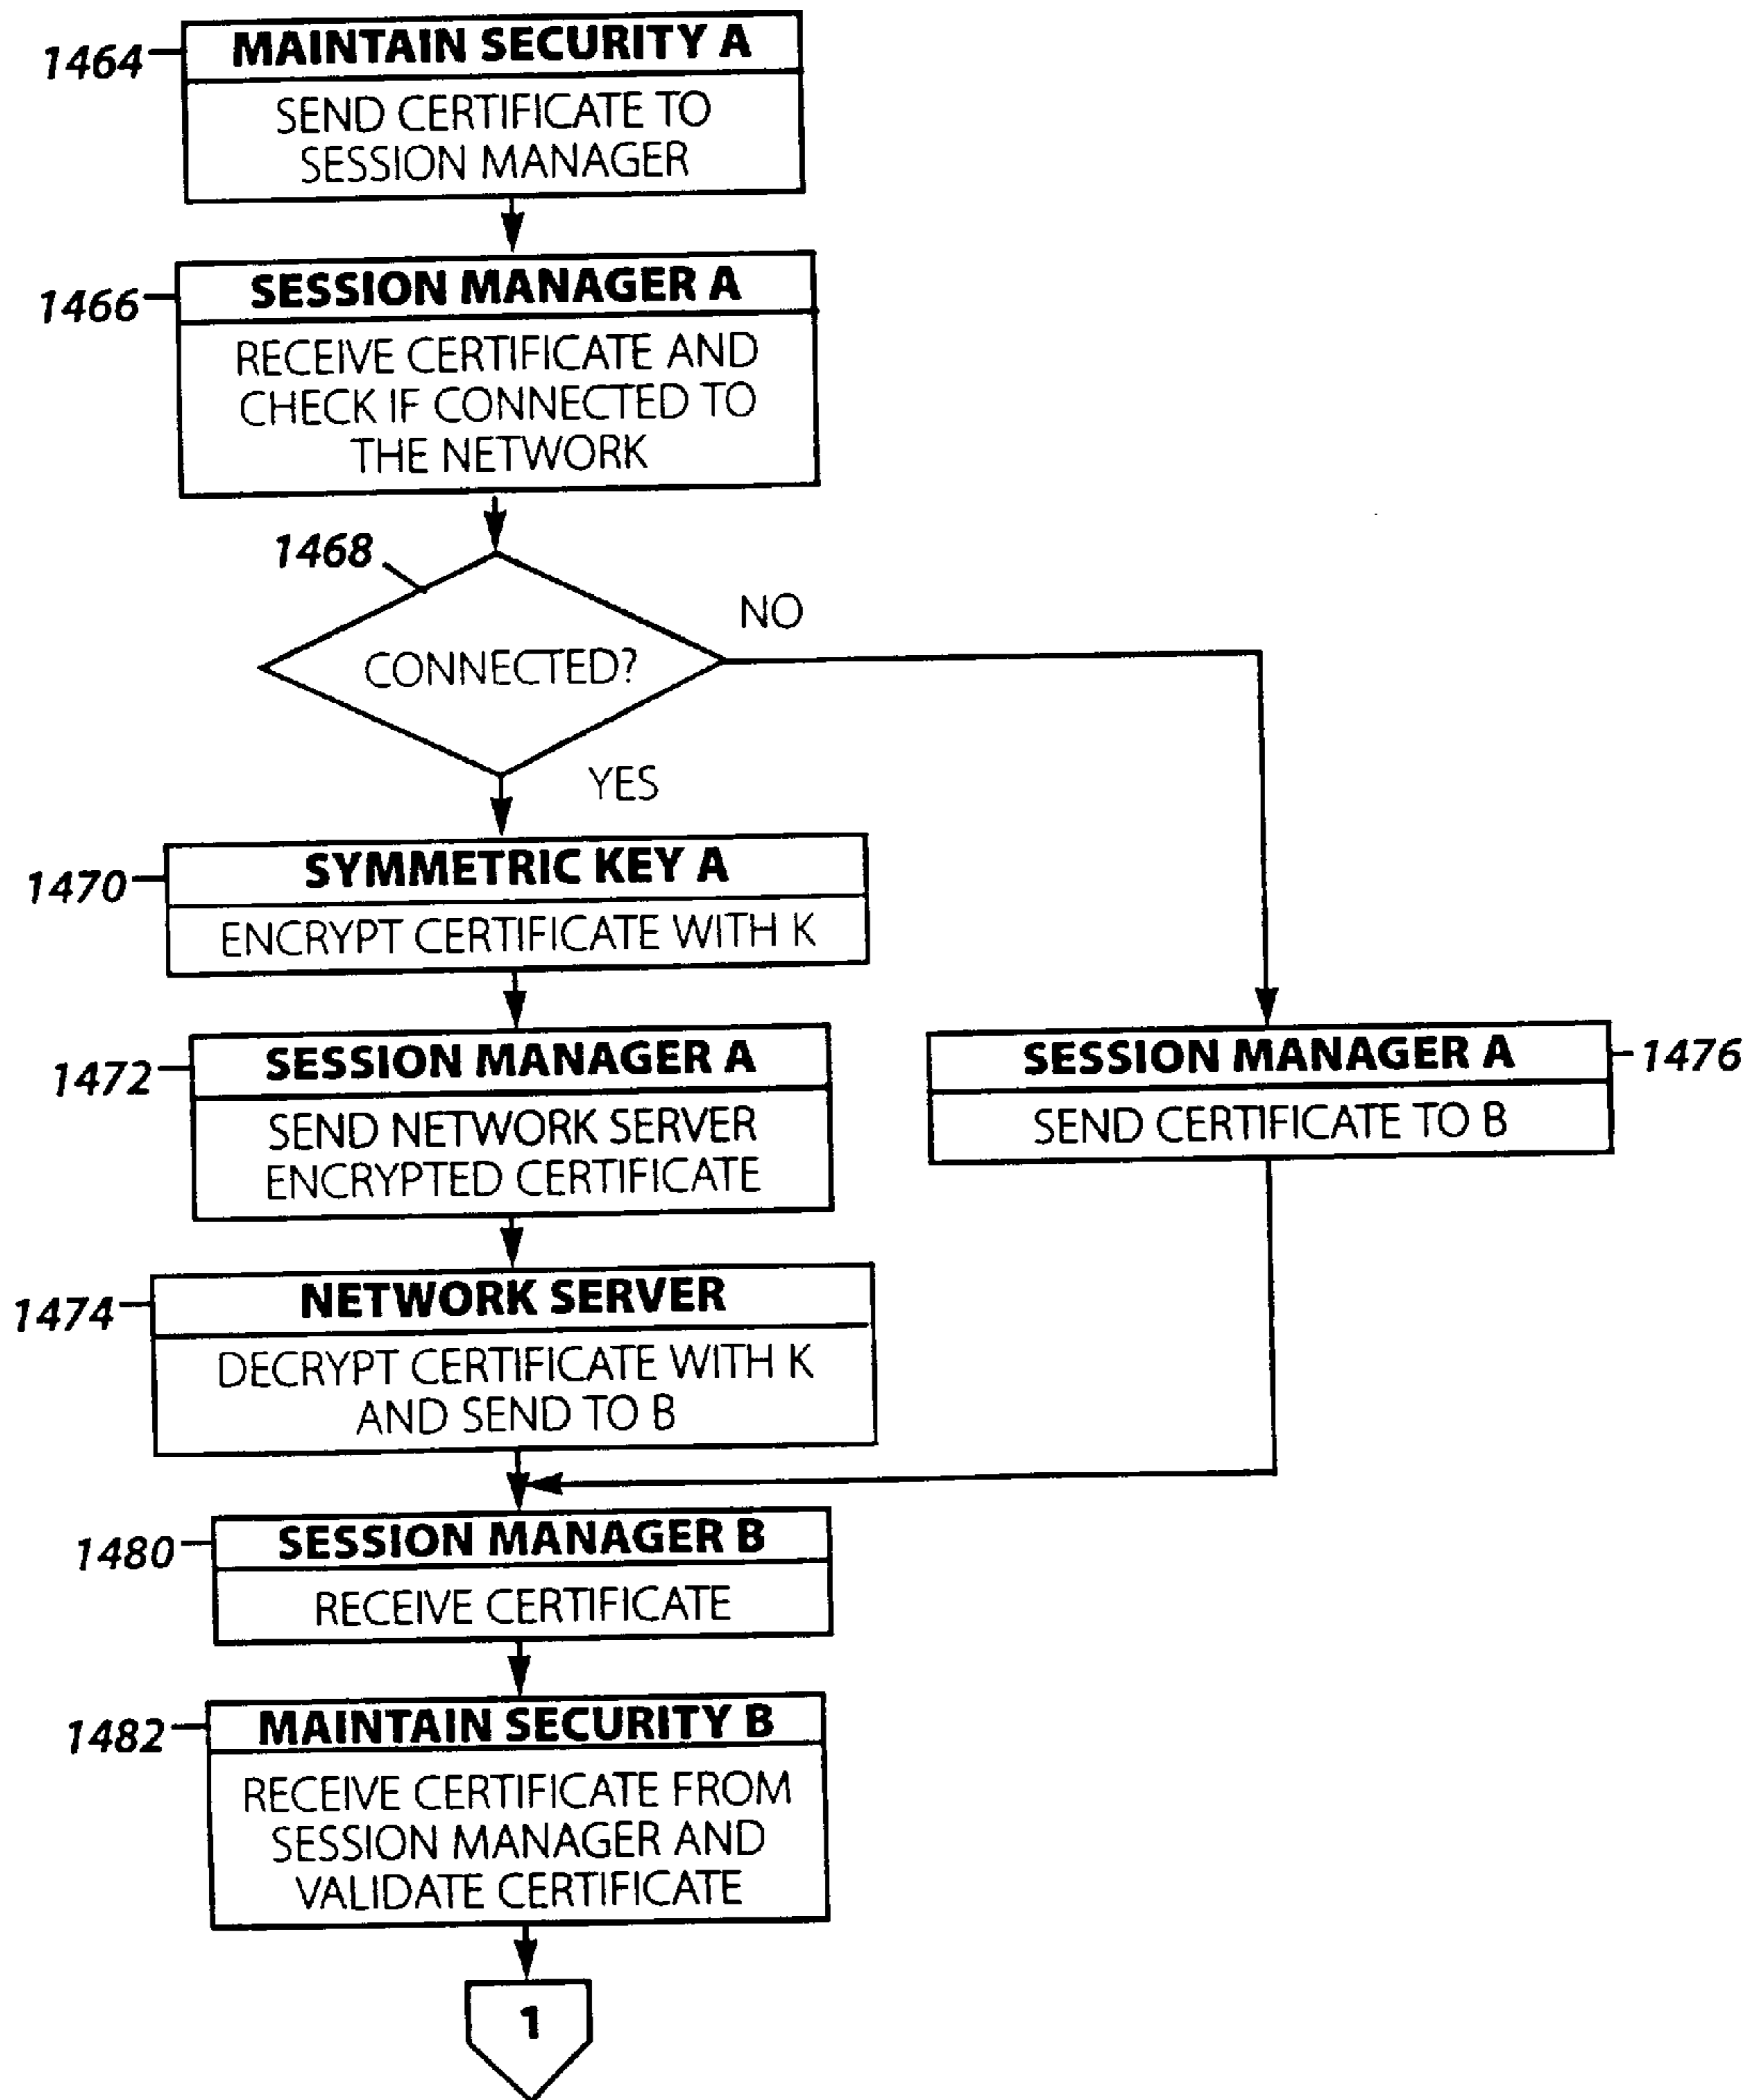 1464
MAINTAIN SECURITY A
SEND CERTIFICATE TO
SESSION MANAGER
1466
SESSION MANAGER A
RECEIVE CERTIFICATE AND
CHECK IF CONNECTED TO
THE NETWORK
1468
CONNECTED?
NO
YES
1470
SYMMETRIC KEY A
ENCRYPT CERTIFICATE WITH K
1472
SESSION MANAGER A
SEND NETWORK SERVER
ENCRYPTED CERTIFICATE
SESSION MANAGER A
1476
SEND CERTIFICATE TO B
1474
NETWORK SERVER
DECRYPT CERTIFICATE WITH K
AND SEND TO B
1480
SESSION MANAGER B
RECEIVE CERTIFICATE
1482
MAINTAIN SECURITY B
RECEIVE CERTIFICATE FROM
SESSION MANAGER AND
VALIDATE CERTIFICATE
1